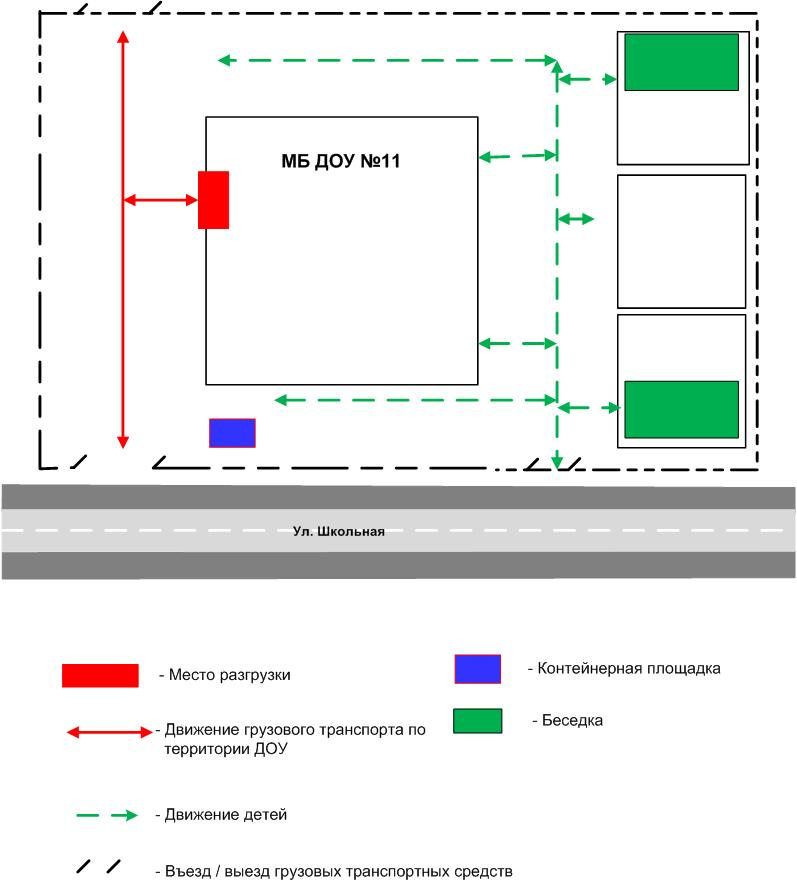 МБ ДОУ №11
Ул. Школьная
- Место разгрузки
- Контейнерная площадка
- Движение грузового транспорта по
территории ДОУ
- Беседка
- Движение детей
- Въезд / выезд грузовых транспортных средств